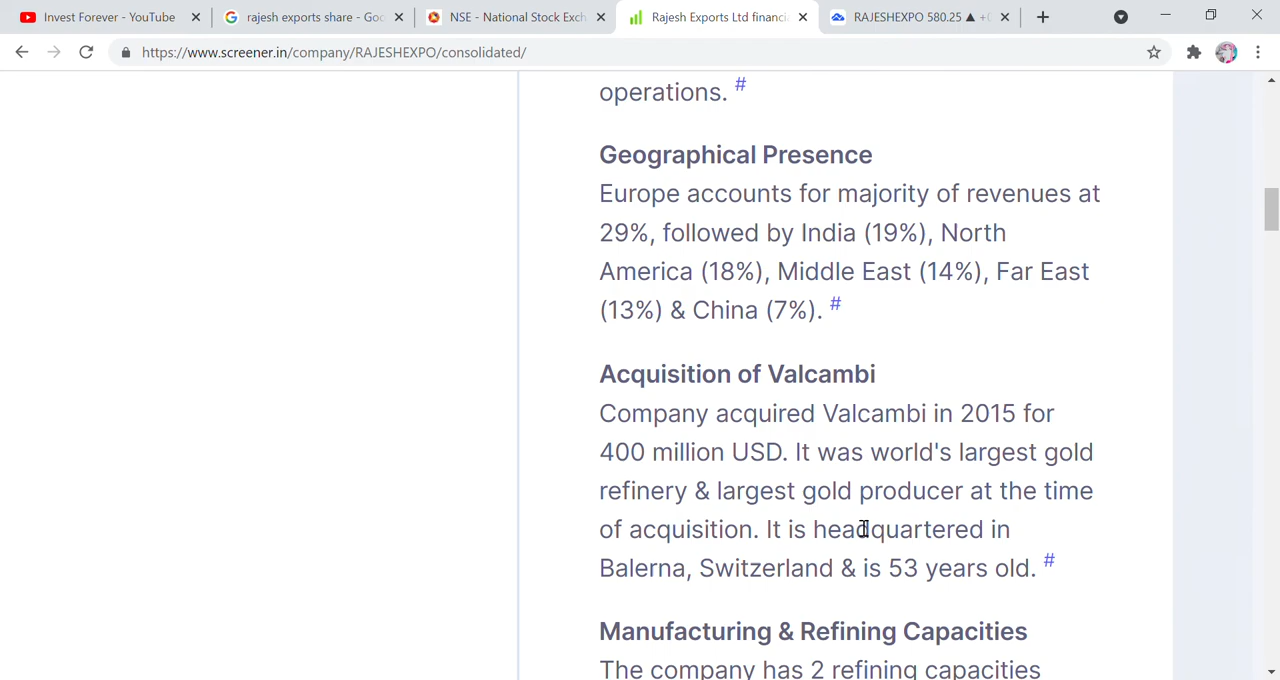 Invest Forever - YouTube
rajesh exports share - Goo
NSE - National Stock Exch
Rajesh Exports Ltd financi
RAJESHEXPO 580.25 ▲ +
https://www.screener.in/company/RAJESHEXPO/consolidated/
operations. #
Geographical Presence
Europe accounts for majority of revenues at
29%, followed by India (19%), North
America (18%), Middle East (14%), Far East
(13%) & China (7%). #
Acquisition of Valcambi
Company acquired Valcambi in 2015 for
400 million USD. It was world's largest gold
refinery & largest gold producer at the time
of acquisition. It is headquartered in
Balerna, Switzerland & is 53 years old. #
Manufacturing & Refining Capacities
The company has 2 refining capacities